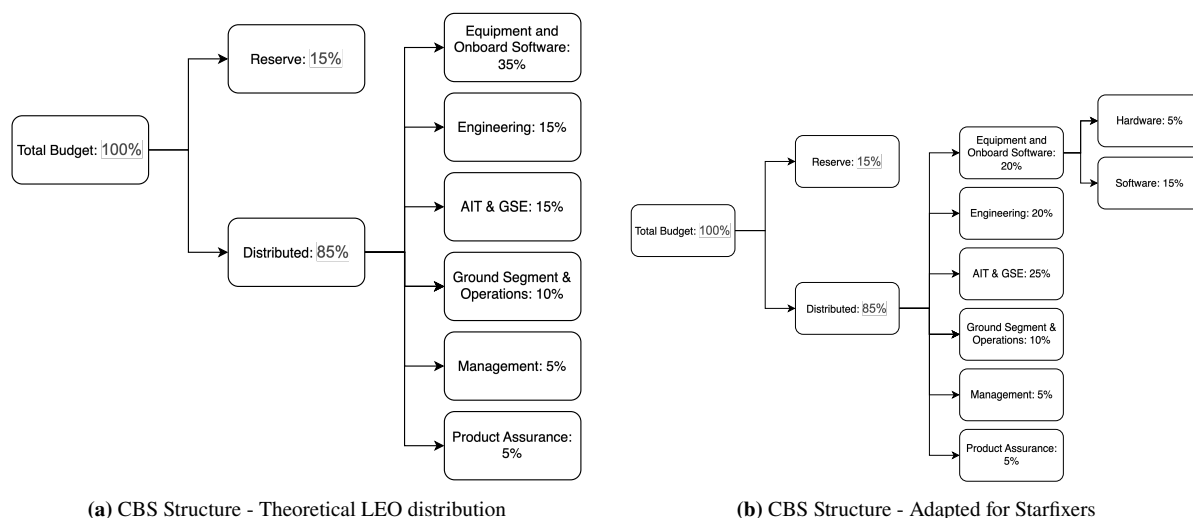 Total Budget: 100%
Reserve: 15%
Distributed: 85%
Equipment and
Onboard Software:
35%
Engineering: 15%
AIT & GSE: 15%
Ground Segment &
Operations: 10%
Management: 5%
Product Assurance:
5%
(a) CBS Structure - Theoretical LEO distribution
Total Budget: 100%
Reserve: 15%
Distributed: 85%
Equipment and
Onboard Software:
20%
Engineering: 20%
AIT & GSE: 25%
Ground Segment &
Operations: 10%
Management: 5%
Product Assurance:
5%
Hardware: 5%
Software: 15%
(b) CBS Structure - Adapted for Starfixers